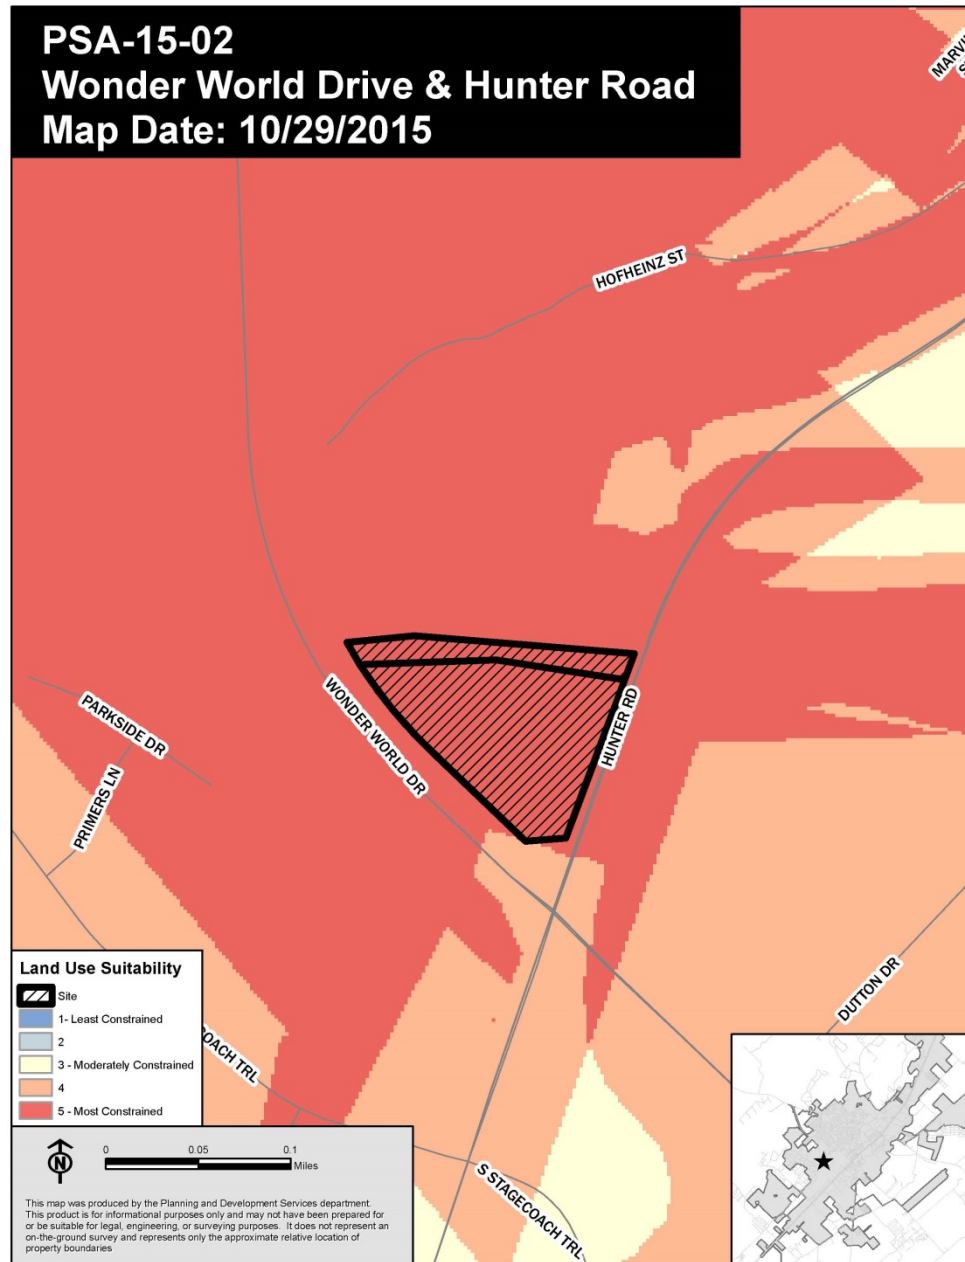 PSA-15-02
Wonder World Drive & Hunter Road
Map Date: 10/29/2015
HOFHEINZ ST
PARKSIDE DR
PRIMERS LN
WONDER WORLD DR
HUNTER RD
DUTTON DR
COACH TRL
S STAGECOACH TRL
Land Use Suitability
Site
1- Least Constrained
2
3 - Moderately Constrained
4
5 - Most Constrained
N
0 0.05 0.1
Miles
This map was produced by the Planning and Development Services department.
This product is for informational purposes only and may not have been prepared for
or be suitable for legal, engineering, or surveying purposes. It does not represent an
on-the-ground survey and represents only the approximate relative location of
property boundaries